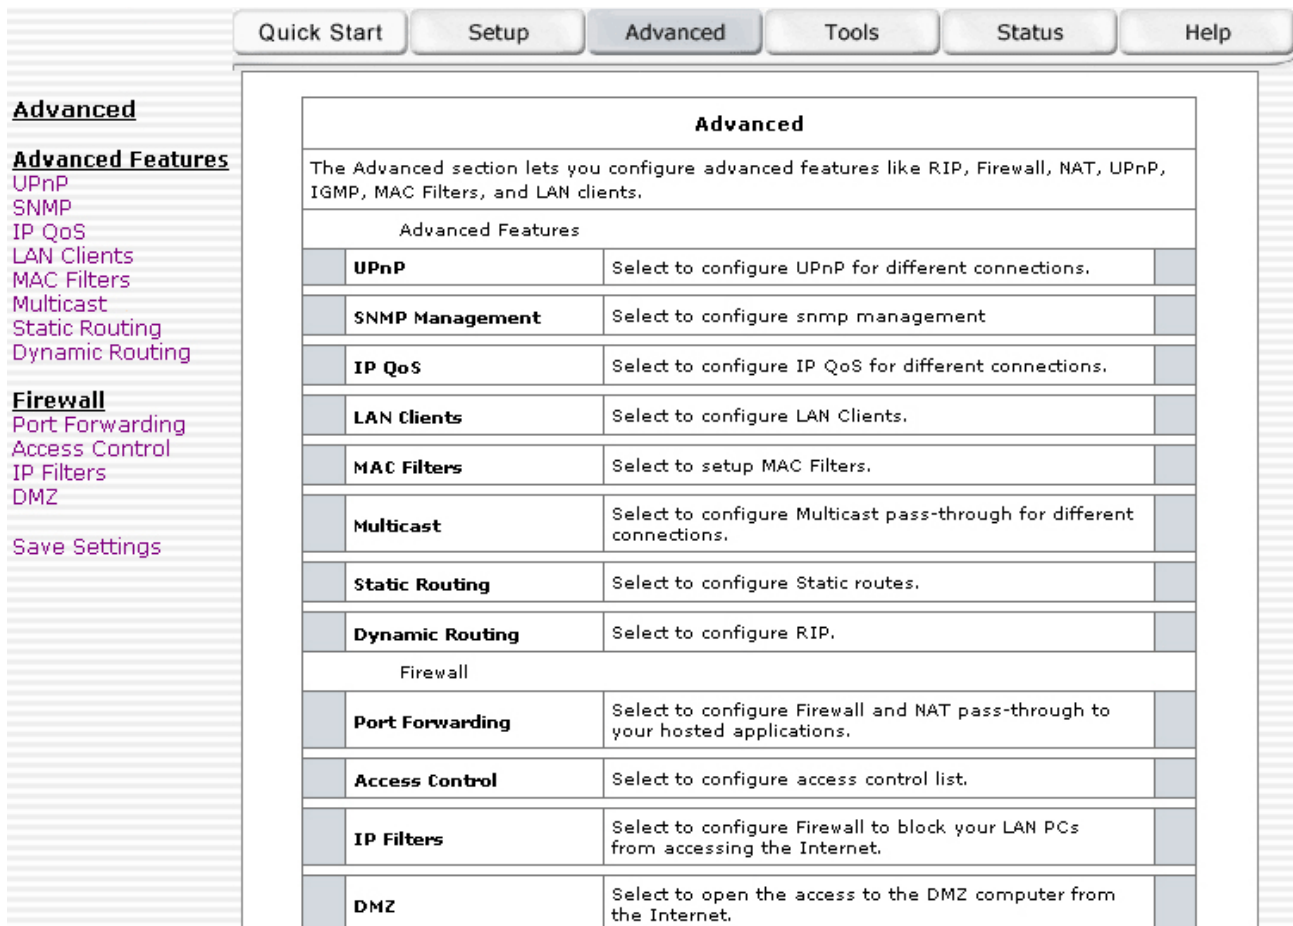 Quick Start Setup Advanced Tools Status Help
Advanced
Advanced Features
UPnP
SNMP
IP QoS
LAN Clients
MAC Filters
Multicast
Static Routing
Dynamic Routing
Firewall
Port Forwarding
Access Control
IP Filters
DMZ
Save Settings
Advanced
The Advanced section lets you configure advanced features like RIP, Firewall, NAT, UPnP,
IGMP, MAC Filters, and LAN clients.
Advanced Features
UPnP Select to configure UPnP for different connections.
SNMP Management Select to configure snmp management
IP QoS Select to configure IP QoS for different connections.
LAN Clients Select to configure LAN Clients.
MAC Filters Select to setup MAC Filters.
Multicast Select to configure Multicast pass-through for different
connections.
Static Routing Select to configure Static routes.
Dynamic Routing Select to configure RIP.
Firewall
Port Forwarding Select to configure Firewall and NAT pass-through to
your hosted applications.
Access Control Select to configure access control list.
IP Filters Select to configure Firewall to block your LAN PCs
from accessing the Internet.
DMZ Select to open the access to the DMZ computer from
the Internet.